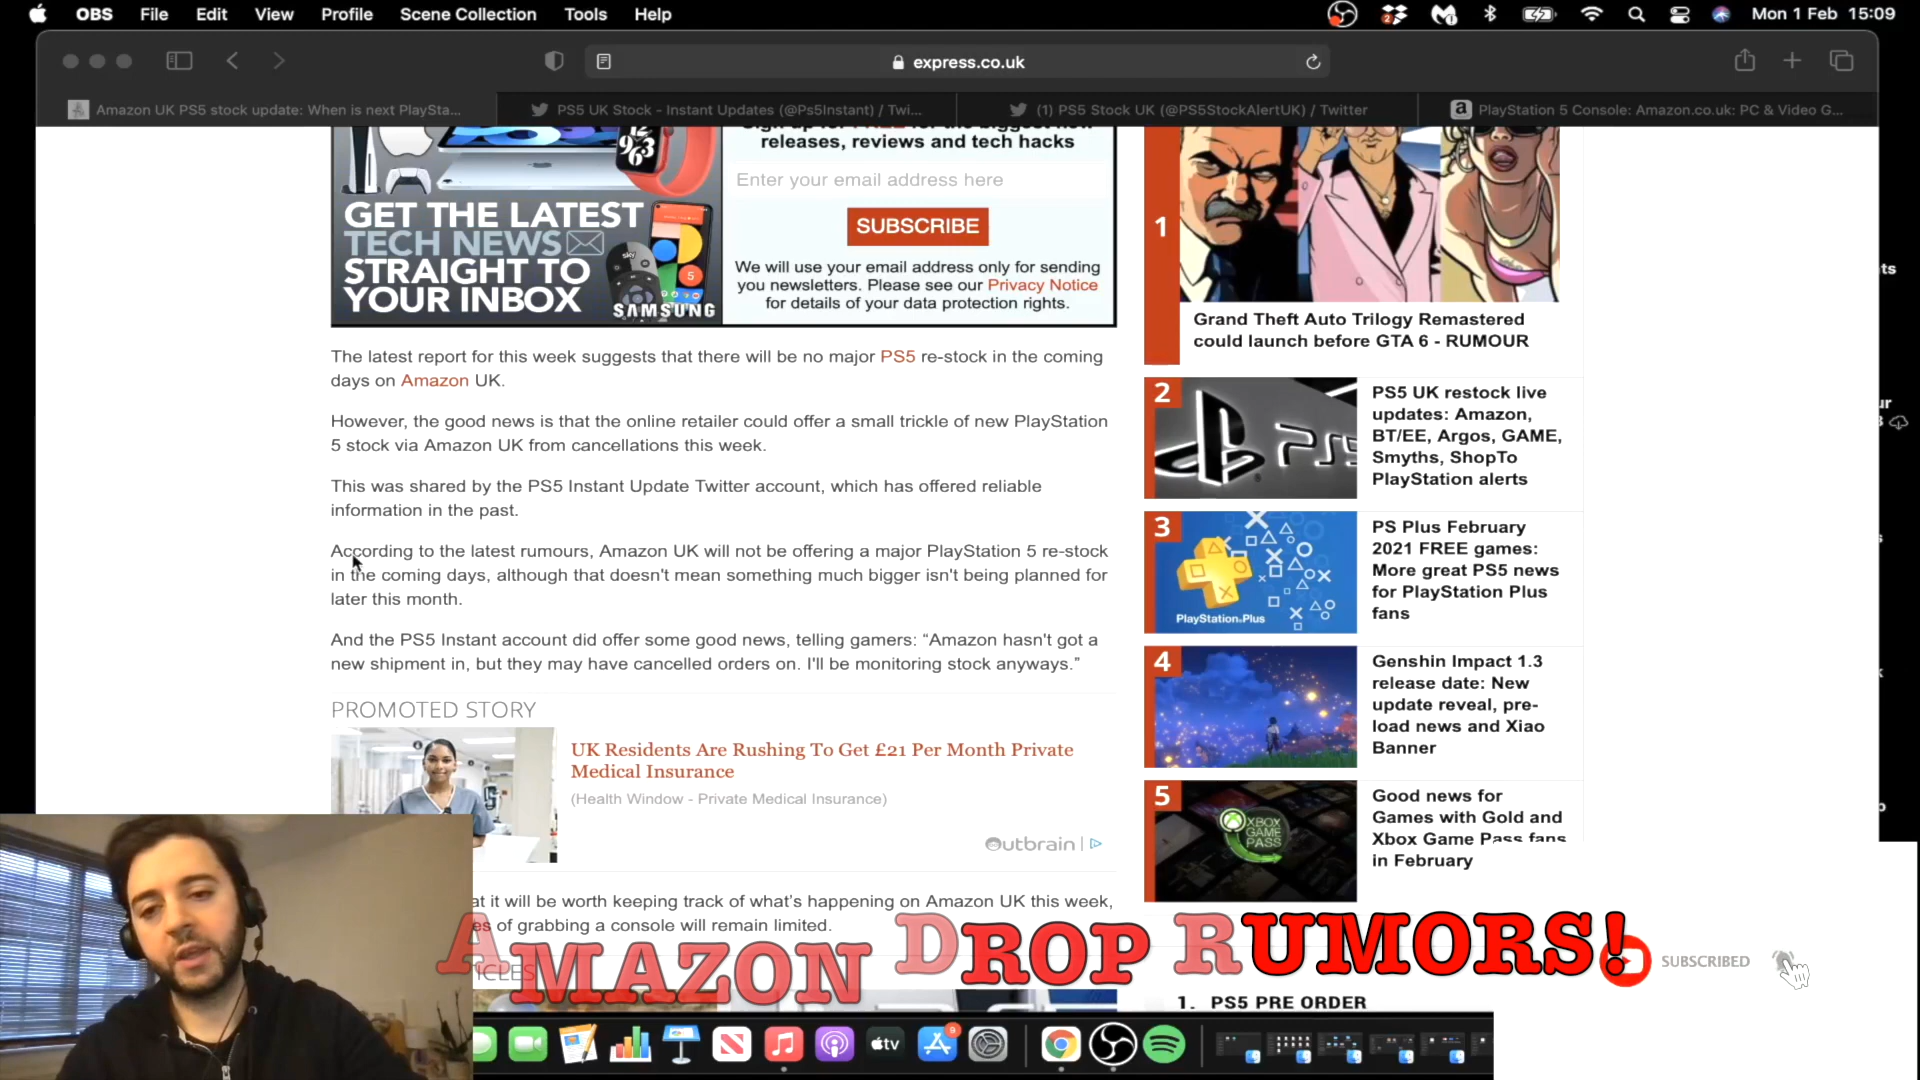 OBS File Edit View Profile Scene Collection Tools Help
Mon 1 Feb 15:09
express.co.uk
Amazon UK PS5 stock update: When is next PlaySta...
PS5 UK Stock - Instant Updates (@Ps5Instant) / Twi...
(1) PS5 Stock UK (@PS5StockAlertUK) / Twitter
a PlayStation 5 Console: Amazon.co.uk: PC & Video G...
releases, reviews and tech hacks
Enter your email address here
SUBSCRIBE
We will use your email address only for sending
you newsletters. Please see our Privacy Notice
for details of your data protection rights.
GET THE LATEST
TECH NEWS
STRAIGHT TO
YOUR INBOX
SAMSUNG
The latest report for this week suggests that there will be no major PS5 re-stock in the coming
days on Amazon UK.
However, the good news is that the online retailer could offer a small trickle of new PlayStation
5 stock via Amazon UK from cancellations this week.
This was shared by the PS5 Instant Update Twitter account, which has offered reliable
information in the past.
According to the latest rumours, Amazon UK will not be offering a major PlayStation 5 re-stock
in the coming days, although that doesn't mean something much bigger isn't being planned for
later this month.
And the PS5 Instant account did offer some good news, telling gamers: “Amazon hasn't got a
new shipment in, but they may have cancelled orders on. I'll be monitoring stock anyways.”
PROMOTED STORY
UK Residents Are Rushing To Get £21 Per Month Private
Medical Insurance
(Health Window - Private Medical Insurance)
Outbrain
at it will be worth keeping track of what's happening on Amazon UK this week,
es of grabbing a console will remain limited.
ICLES
1
Grand Theft Auto Trilogy Remastered
could launch before GTA 6 - RUMOUR
2
PS5
PS5 UK restock live
updates: Amazon,
BT/EE, Argos, GAME,
Smyths, ShopTo
PlayStation alerts
3
PlayStation Plus
PS Plus February
2021 FREE games:
More great PS5 news
for PlayStation Plus
fans
4
Genshin Impact 1.3
release date: New
update reveal, pre-
load news and Xiao
Banner
5
XBOX
GAME
PASS
Good news for
Games with Gold and
Xbox Game Pass fans
in February
1. PS5 PRE ORDER
AMAZON DROP RUMORS!
SUBSCRIBED
tv